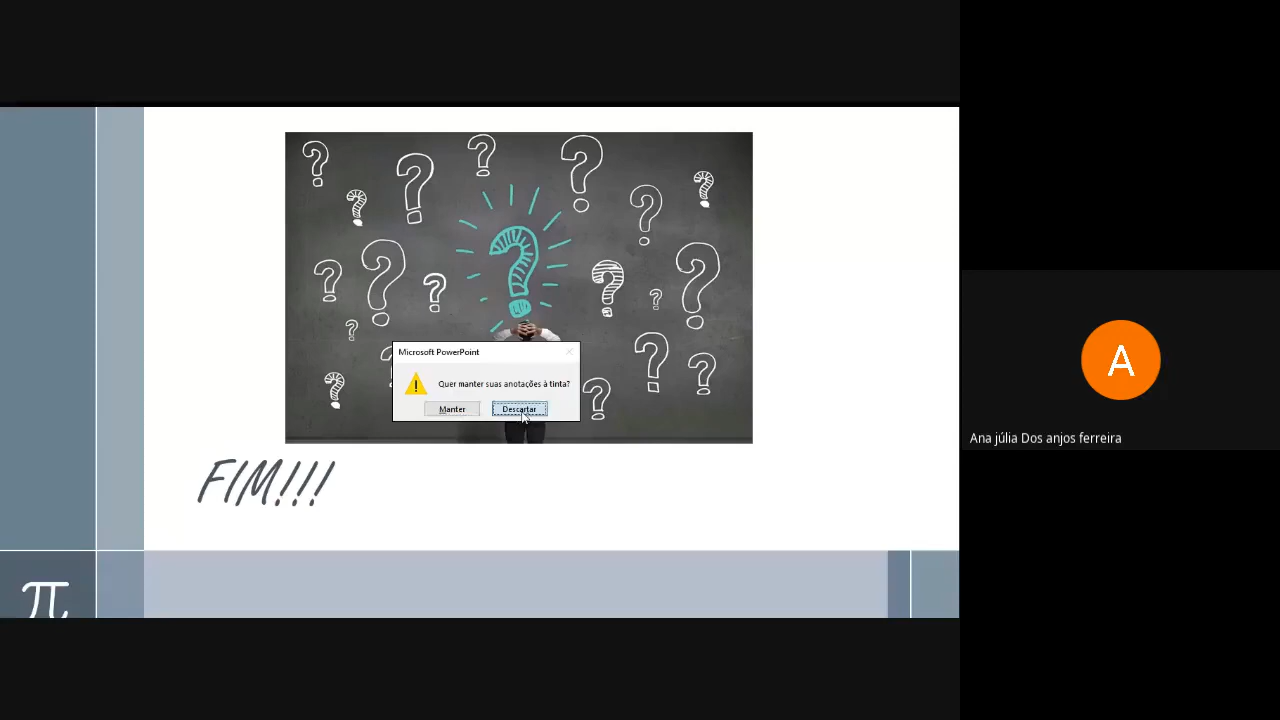 Microsoft PowerPoint
Quer manter suas anotações à tinta?
Manter
Descartar
FIM!!!
π
A
Ana júlia Dos anjos ferreira